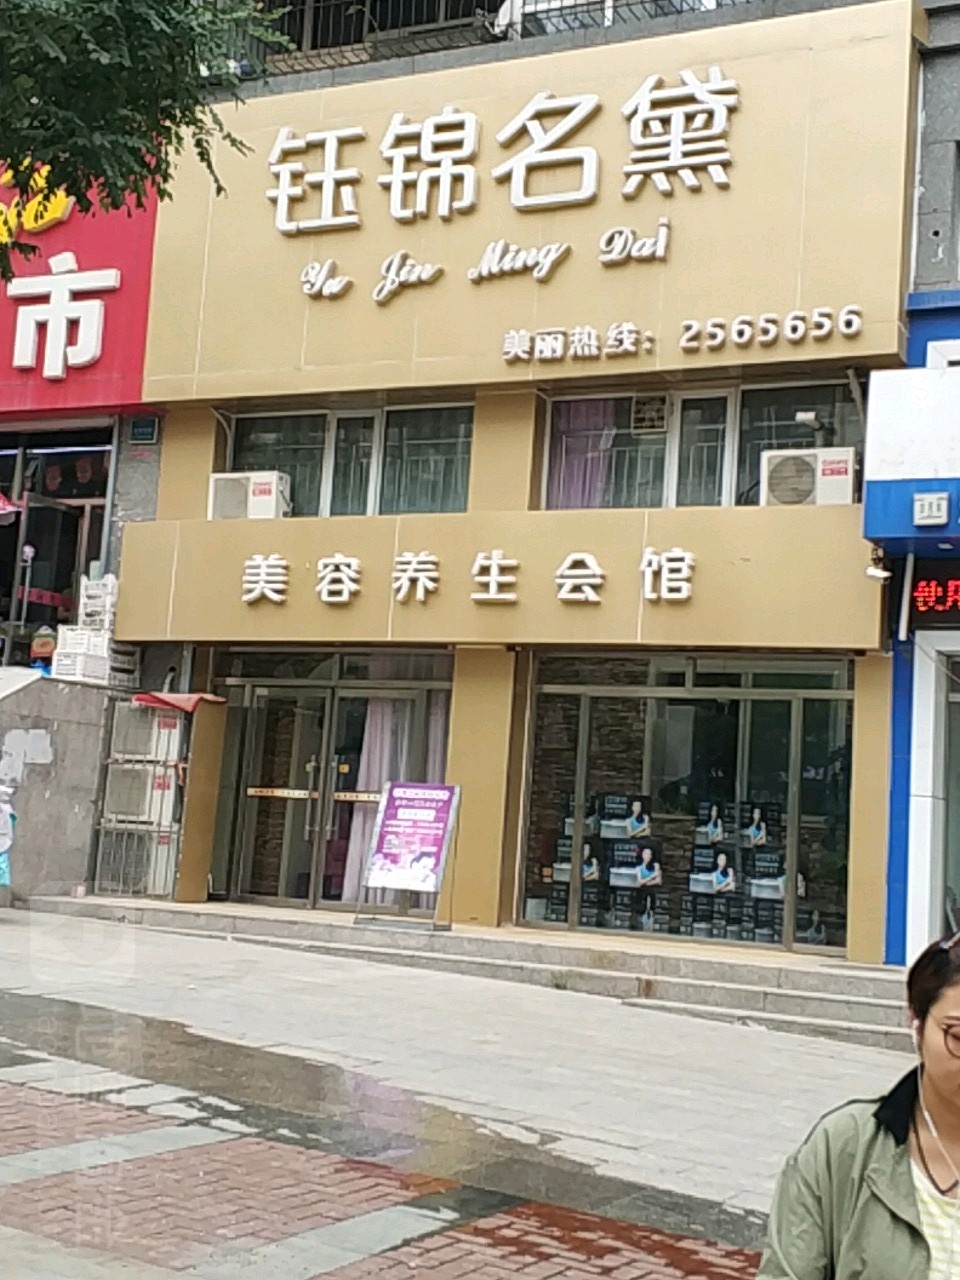 钰锦名黛
Yu Jin Ming Dai
美丽热线：2565656
市
美容养生会馆